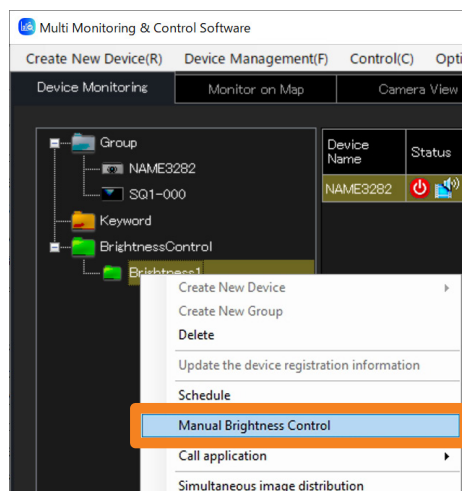 Multi Monitoring & Control Software
Create New Device(R) Device Management(F) Control(C) Opti
Device Monitoring Monitor on Map Camera View
Group
NAME3282
SQ1-000
Keyword
BrightnessControl
Brightness1
Device Name Status
NAME3282
Create New Device
Create New Group
Delete
Update the device registration information
Schedule
Manual Brightness Control
Call application
Simultaneous image distribution